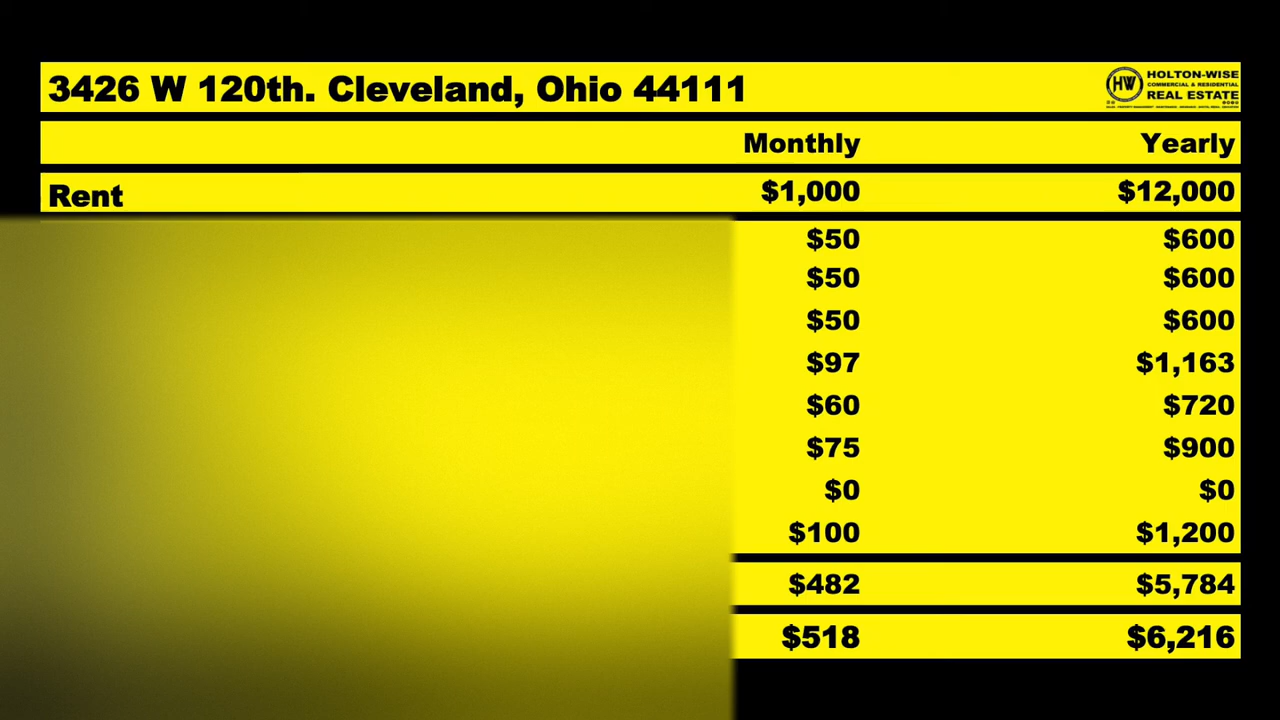 3426 W 120th. Cleveland, Ohio 44111
HW HOLTON-WISE
COMMERCIAL & RESIDENTIAL
REAL ESTATE
Monthly Yearly
Rent $1,000 $12,000
$50 $600
$50 $600
$50 $600
$97 $1,163
$60 $720
$75 $900
$0 $0
$100 $1,200
$482 $5,784
$518 $6,216